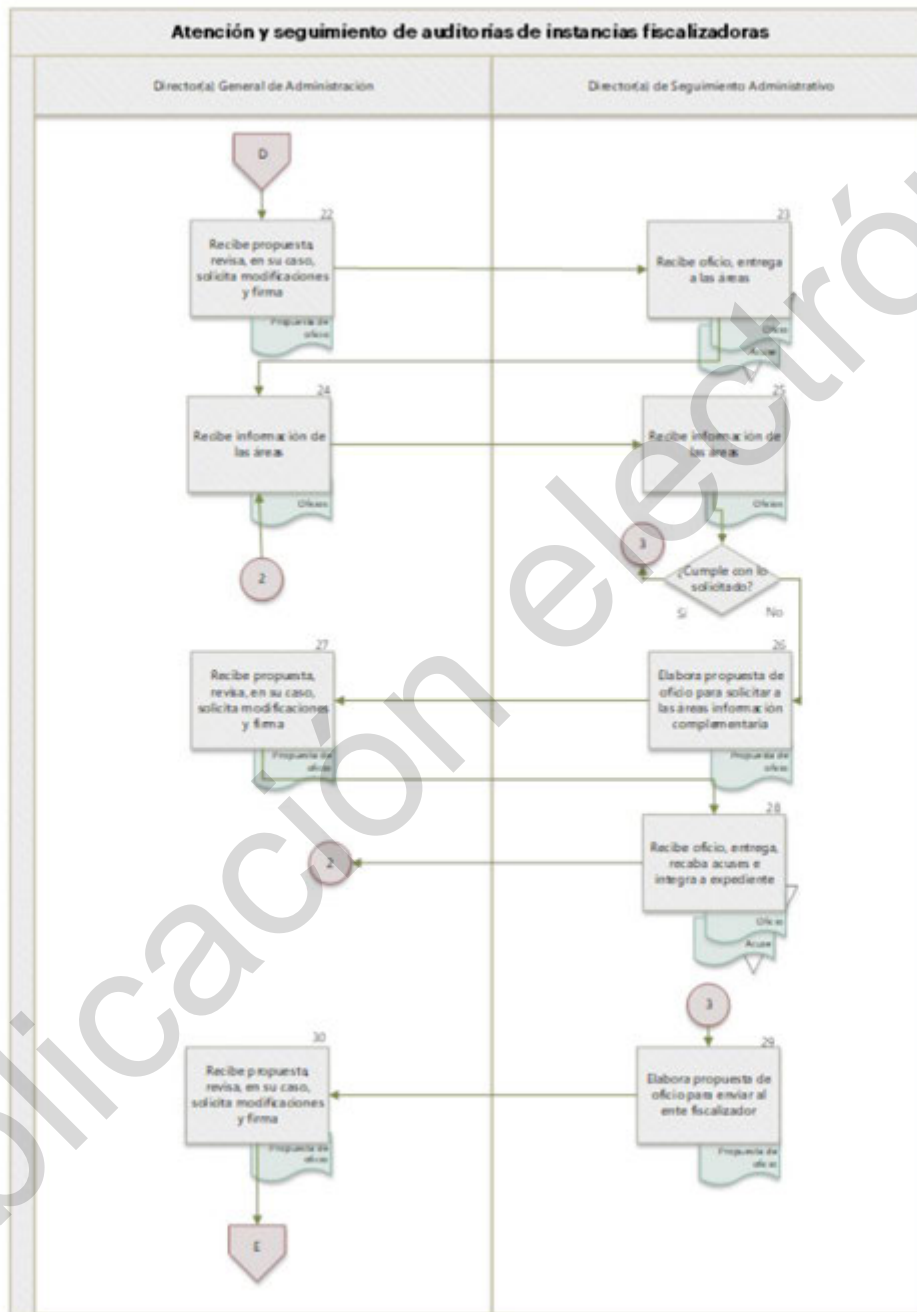 Atención y seguimiento de auditorías de instancias fiscalizadoras
Director(a) General de Administración
Director(a) de Seguimiento Administrativo
D
22
Recibe propuesta,
revisa, en su caso,
solicita modificaciones
y firma
Propuesta de
oficio
23
Recibe oficio, entrega
a las áreas
Oficio
Acuse
24
Recibe información de
las áreas
Oficios
25
Recibe información de
las áreas
Oficios
2
3
¿Cumple con lo
solicitado?
Sí
No
27
Recibe propuesta,
revisa, en su caso,
solicita modificaciones
y firma
Propuesta de
oficio
26
Elabora propuesta de
oficio para solicitar a
las áreas información
complementaria
Propuesta de
oficio
28
Recibe oficio, entrega,
recaba acuses e
integra a expediente
Oficio
Acuse
2
3
30
Recibe propuesta,
revisa, en su caso,
solicita modificaciones
y firma
Propuesta de
oficio
29
Elabora propuesta de
oficio para enviar al
ente fiscalizador
Propuesta de
oficio
E
plicación electrón